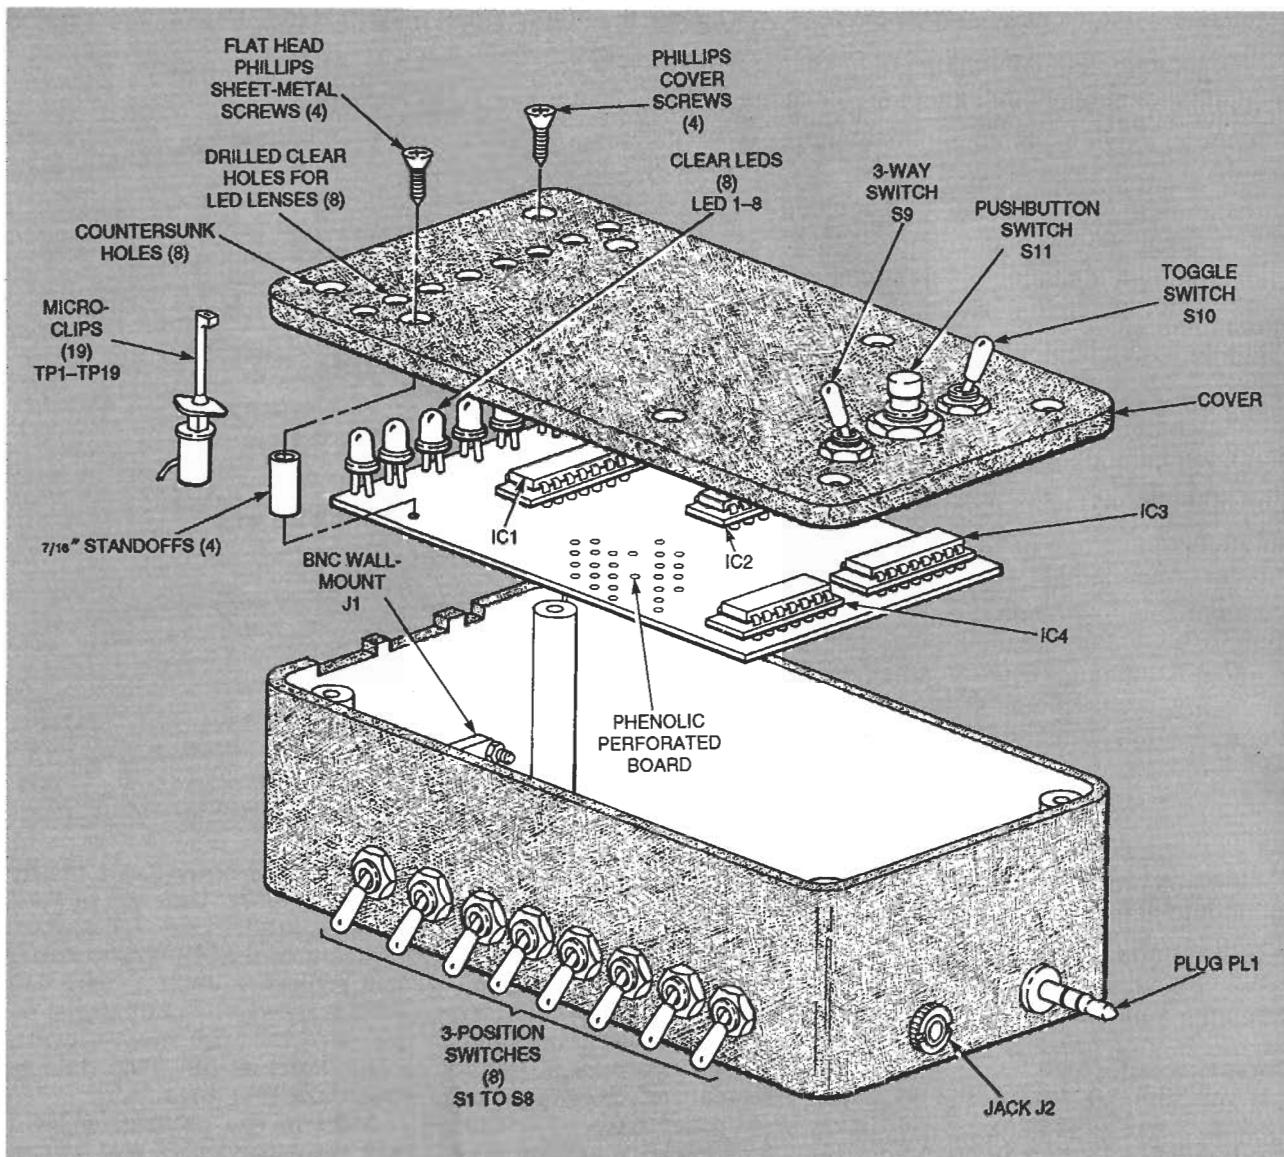 FLAT HEAD
PHILLIPS
SHEET-METAL
SCREWS (4)
PHILLIPS
COVER
SCREWS
(4)
DRILLED CLEAR
HOLES FOR
LED LENSES (8)
CLEAR LEDS
(8)
LED 1–8
3-WAY
SWITCH
S9
PUSHBUTTON
SWITCH
S11
COUNTERSUNK
HOLES (8)
TOGGLE
SWITCH
S10
MICRO-
CLIPS
(19)
TP1–TP19
COVER
7/16" STANDOFFS (4)
IC1
IC2
IC3
BNC WALL-
MOUNT
J1
IC4
PHENOLIC
PERFORATED
BOARD
PLUG PL1
3-POSITION
SWITCHES
(8)
S1 TO S8
JACK J2